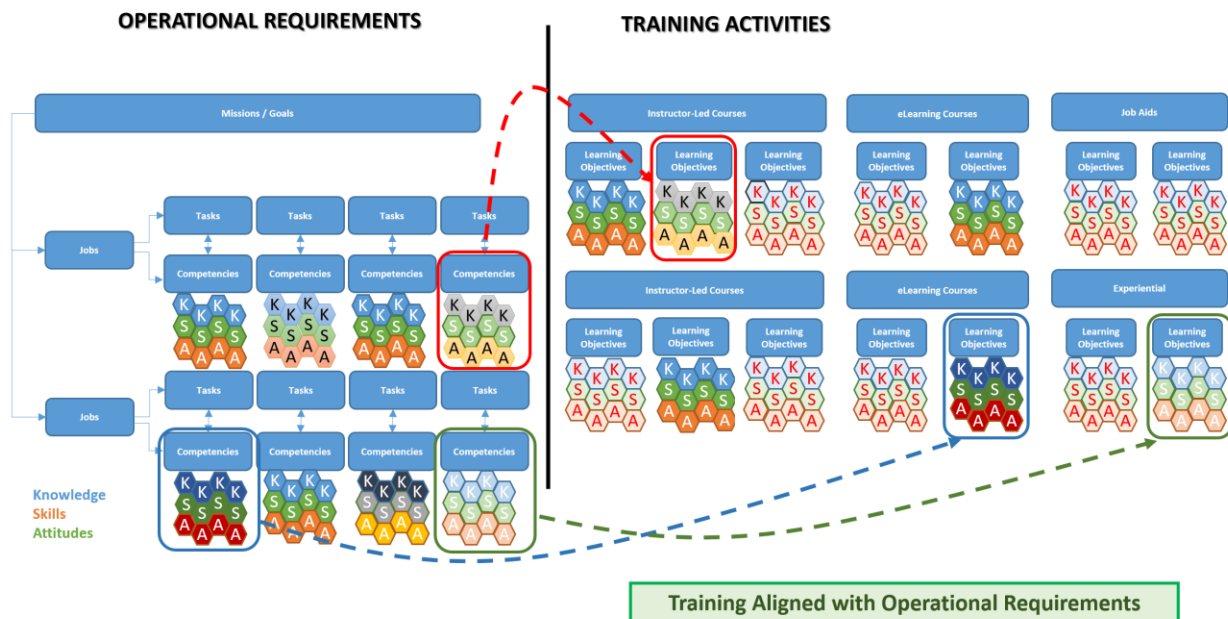 OPERATIONAL REQUIREMENTS
Missions / Goals
Jobs
Tasks
Tasks
Tasks
Tasks
Competencies
Competencies
Competencies
Competencies
K K K K
S S S S
A A A A
K K K K
S S S S
A A A A
K K K K
S S S S
A A A A
K K K K
S S S S
A A A A
Jobs
Tasks
Tasks
Tasks
Tasks
Competencies
Competencies
Competencies
Competencies
K K K K
S S S S
A A A A
K K K K
S S S S
A A A A
K K K K
S S S S
A A A A
K K K K
S S S S
A A A A
Knowledge
Skills
Attitudes
TRAINING ACTIVITIES
Instructor-Led Courses
Learning
Objectives
K K K K
S S S S
A A A A
Learning
Objectives
K K K K
S S S S
A A A A
Learning
Objectives
K K K K
S S S S
A A A A
eLearning Courses
Learning
Objectives
K K K K
S S S S
A A A A
Learning
Objectives
K K K K
S S S S
A A A A
Job Aids
Learning
Objectives
K K K K
S S S S
A A A A
Learning
Objectives
K K K K
S S S S
A A A A
Instructor-Led Courses
Learning
Objectives
K K K K
S S S S
A A A A
Learning
Objectives
K K K K
S S S S
A A A A
Learning
Objectives
K K K K
S S S S
A A A A
eLearning Courses
Learning
Objectives
K K K K
S S S S
A A A A
Learning
Objectives
K K K K
S S S S
A A A A
Experiential
Learning
Objectives
K K K K
S S S S
A A A A
Learning
Objectives
K K K K
S S S S
A A A A
Training Aligned with Operational Requirements